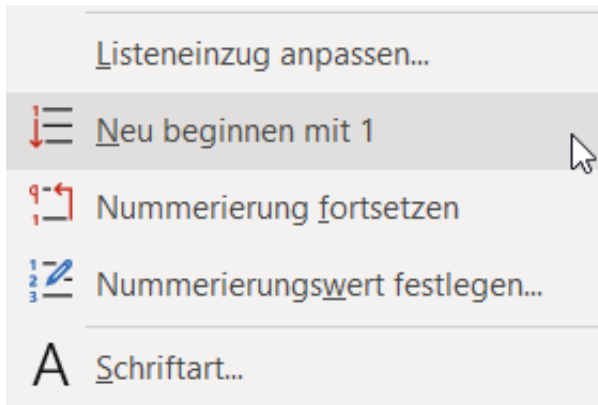 Listeneinzug anpassen...
Neu beginnen mit 1
Nummerierung fortsetzen
Nummerierungswert festlegen...
A Schriftart...